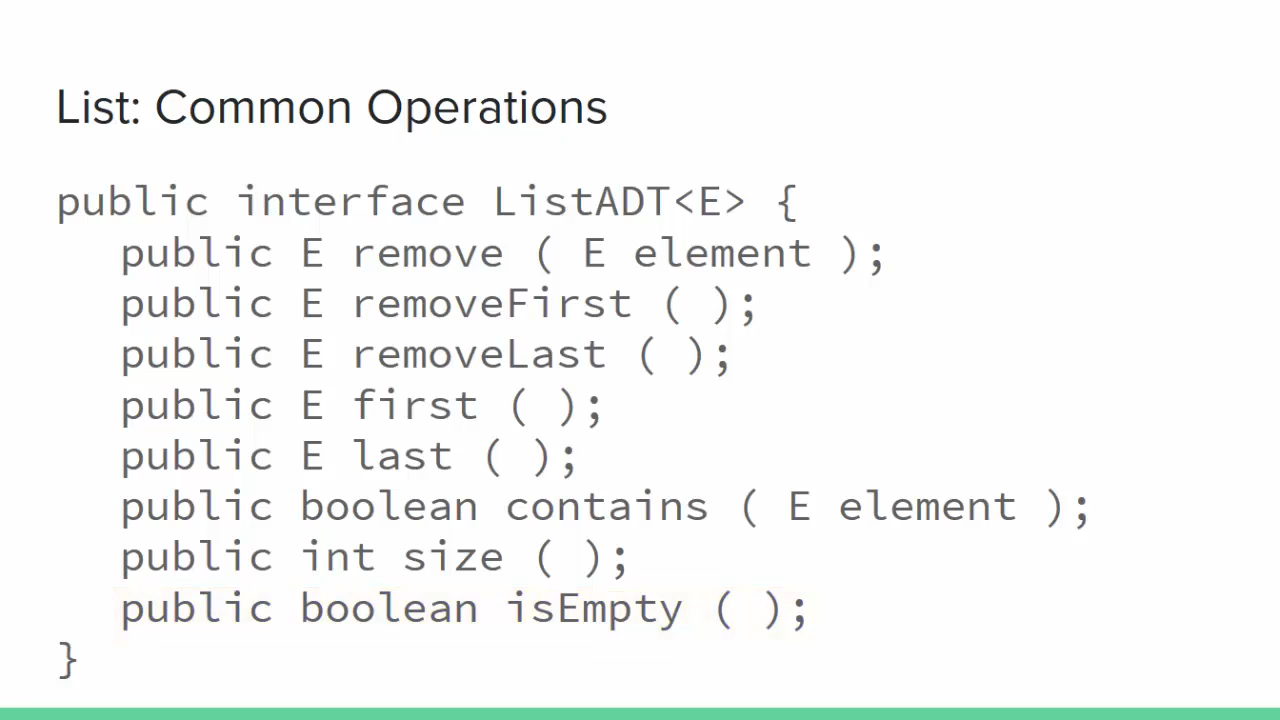 List: Common Operations
public interface ListADT<E> {
public E remove ( E element );
public E removeFirst ( );
public E removeLast ( );
public E first ( );
public E last ( );
public boolean contains ( E element );
public int size ( );
public boolean isEmpty ( );
}